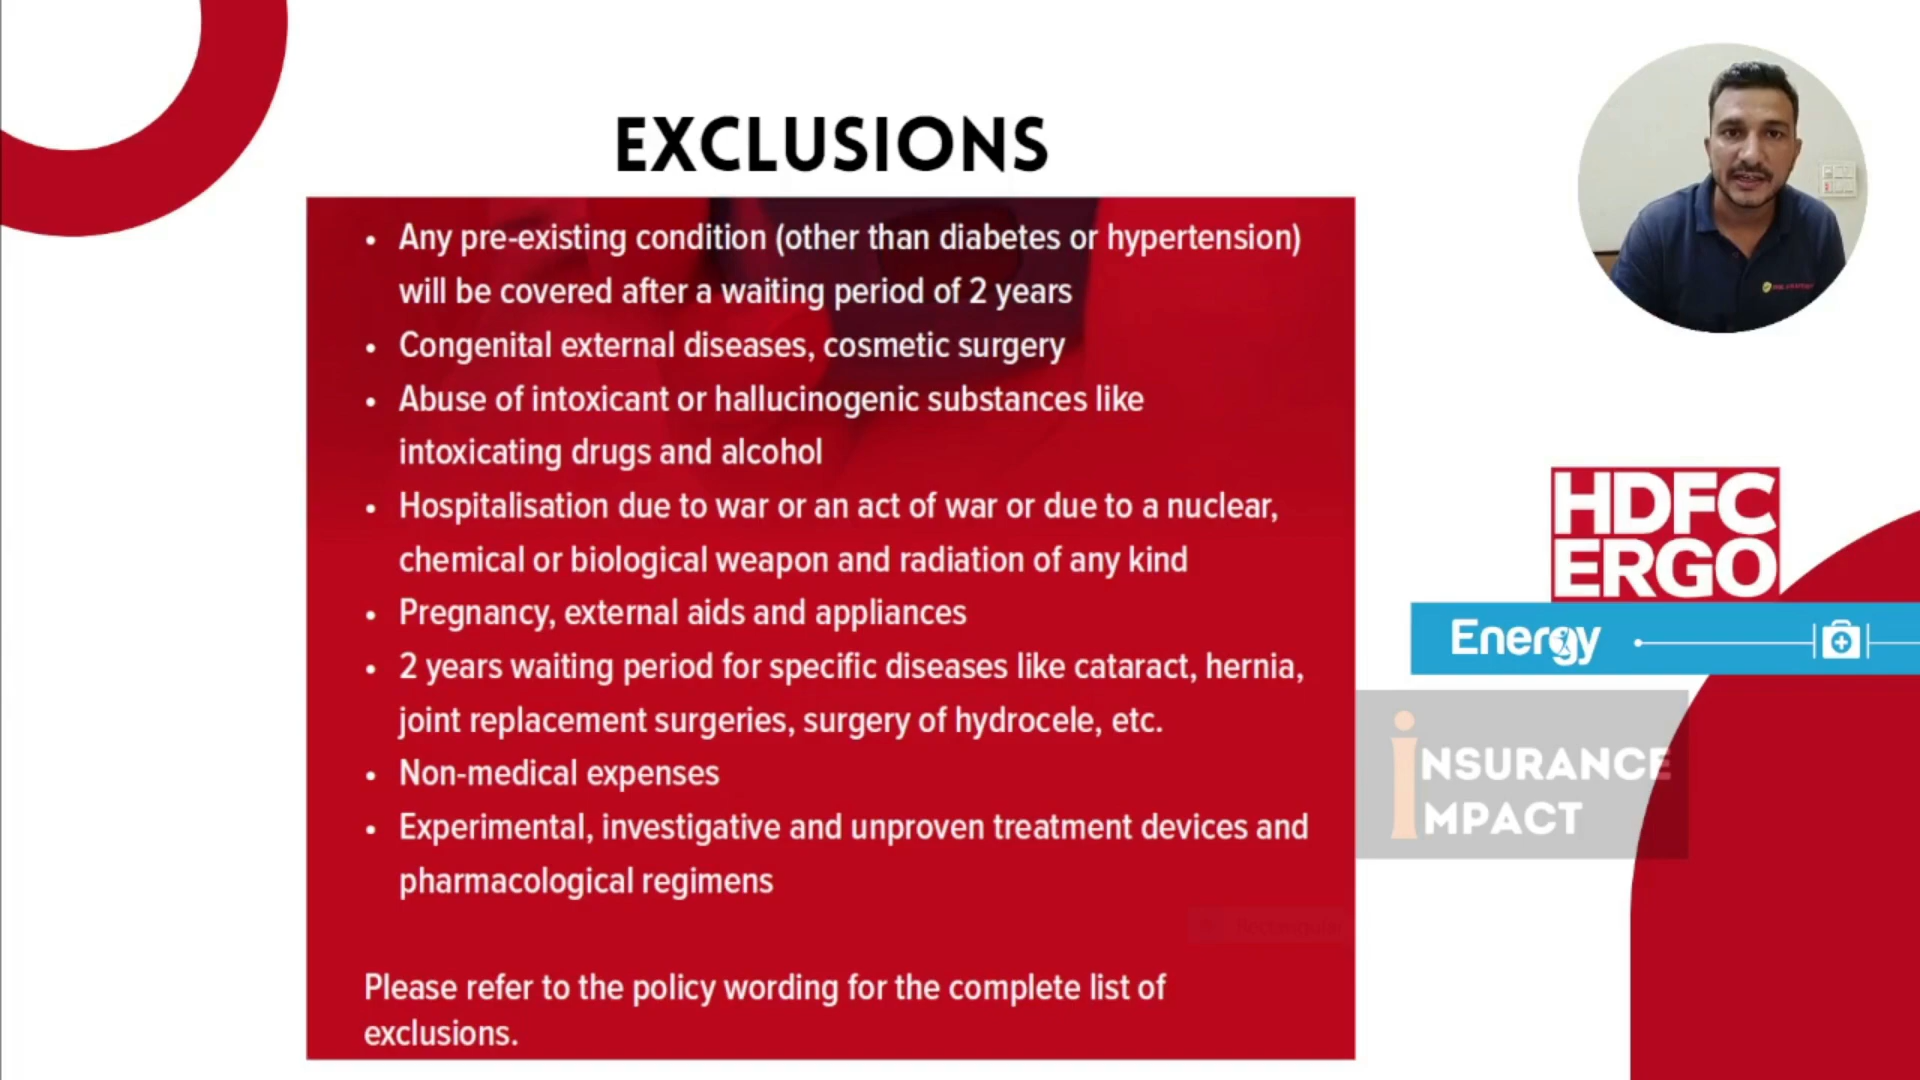 EXCLUSIONS
• Any pre-existing condition (other than diabetes or hypertension)
will be covered after a waiting period of 2 years
• Congenital external diseases, cosmetic surgery
• Abuse of intoxicant or hallucinogenic substances like
intoxicating drugs and alcohol
• Hospitalisation due to war or an act of war or due to a nuclear,
chemical or biological weapon and radiation of any kind
• Pregnancy, external aids and appliances
• 2 years waiting period for specific diseases like cataract, hernia,
joint replacement surgeries, surgery of hydrocele, etc.
• Non-medical expenses
• Experimental, investigative and unproven treatment devices and
pharmacological regimens
Please refer to the policy wording for the complete list of
exclusions.
HDFC
ERGO
Energy
iNSURANCE
iMPACT